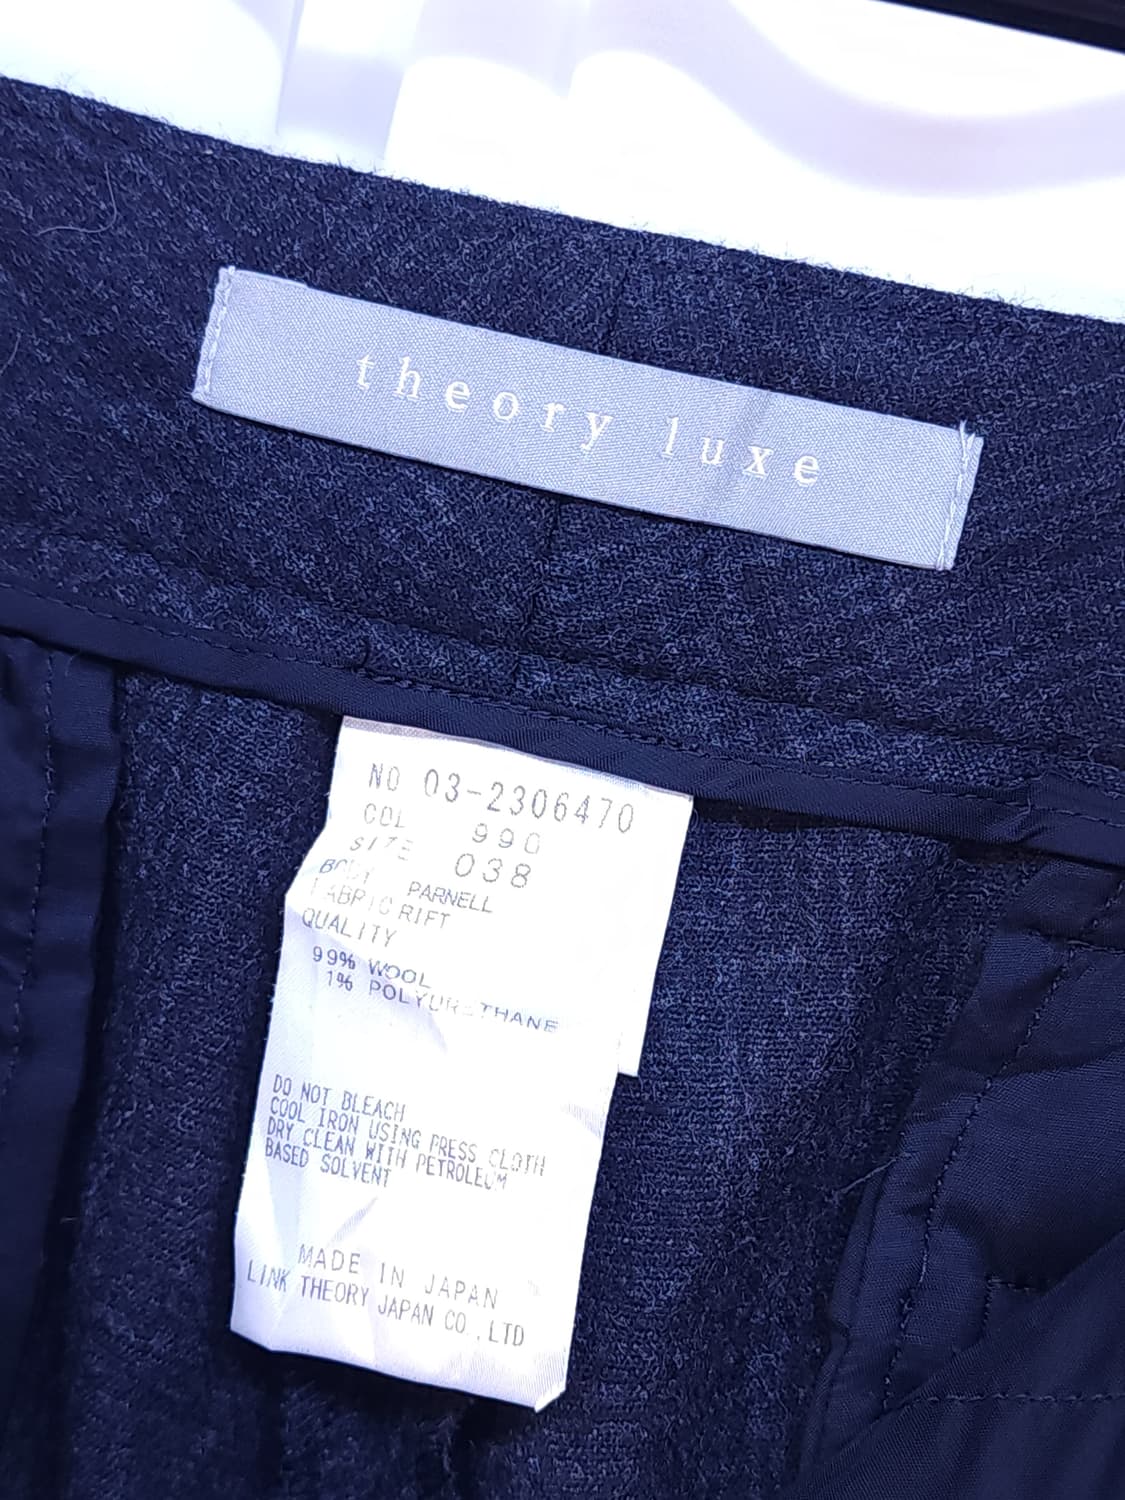 theory luxe
NO 03-2306470
COL 990
SIZE 038
BODY PARNELL
FABRIC RIFT
QUALITY
99% WOOL
1% POLYURETHANE
DO NOT BLEACH
COOL IRON USING PRESS CLOTH
DRY CLEAN WITH PETROLEUM
BASED SOLVENT
MADE IN JAPAN
LINK THEORY JAPAN CO.,LTD